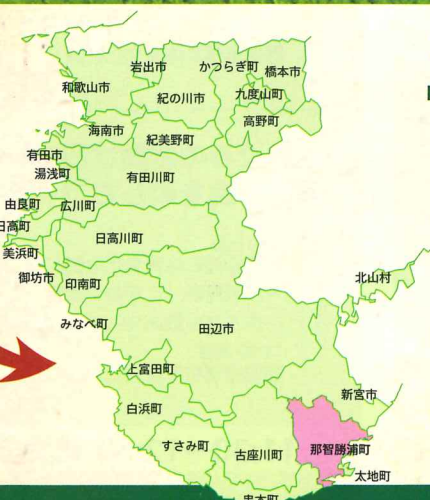 岩出市
かつらぎ町
橋本市
和歌山市
紀の川市
九度山町
高野町
海南市
紀美野町
有田市
湯浅町
有田川町
由良町
広川町
日高町
日高川町
美浜町
御坊市
印南町
北山村
みなべ町
田辺市
上富田町
新宮市
白浜町
すさみ町
古座川町
那智勝浦町
太地町
串本町